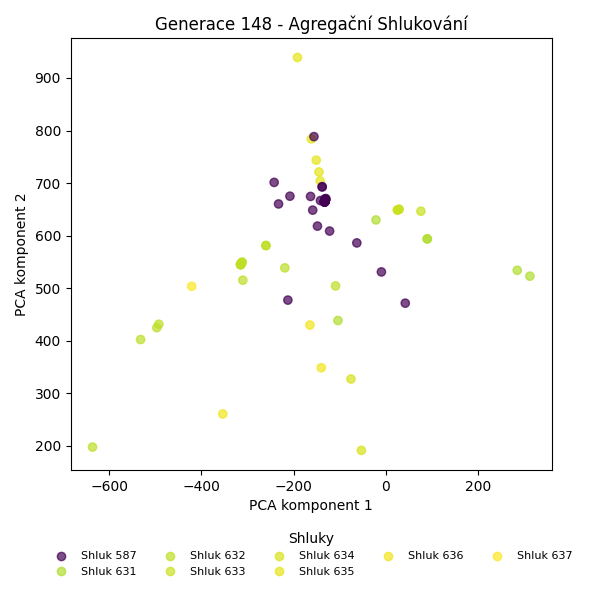 Generace 148 - Agregační Shlukování
PCA komponent 2
900
800
700
600
500
400
300
200
−600 −400 −200 0 200
PCA komponent 1
Shluky
Shluk 587 Shluk 632 Shluk 634 Shluk 636 Shluk 637
Shluk 631 Shluk 633 Shluk 635